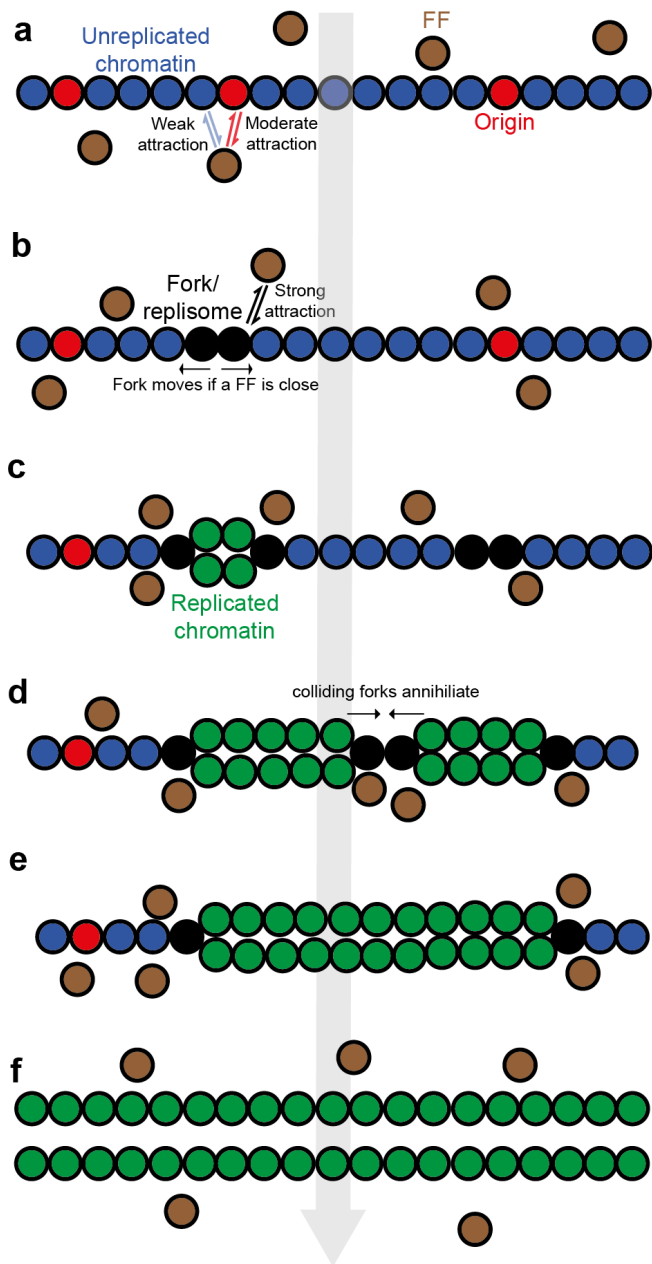 a
Unreplicated
chromatin
FF
Weak
attraction
Moderate
attraction
Origin
b
Fork/
replisome
Strong
attraction
Fork moves if a FF is close
c
Replicated
chromatin
d
colliding forks annihiliate
e
f